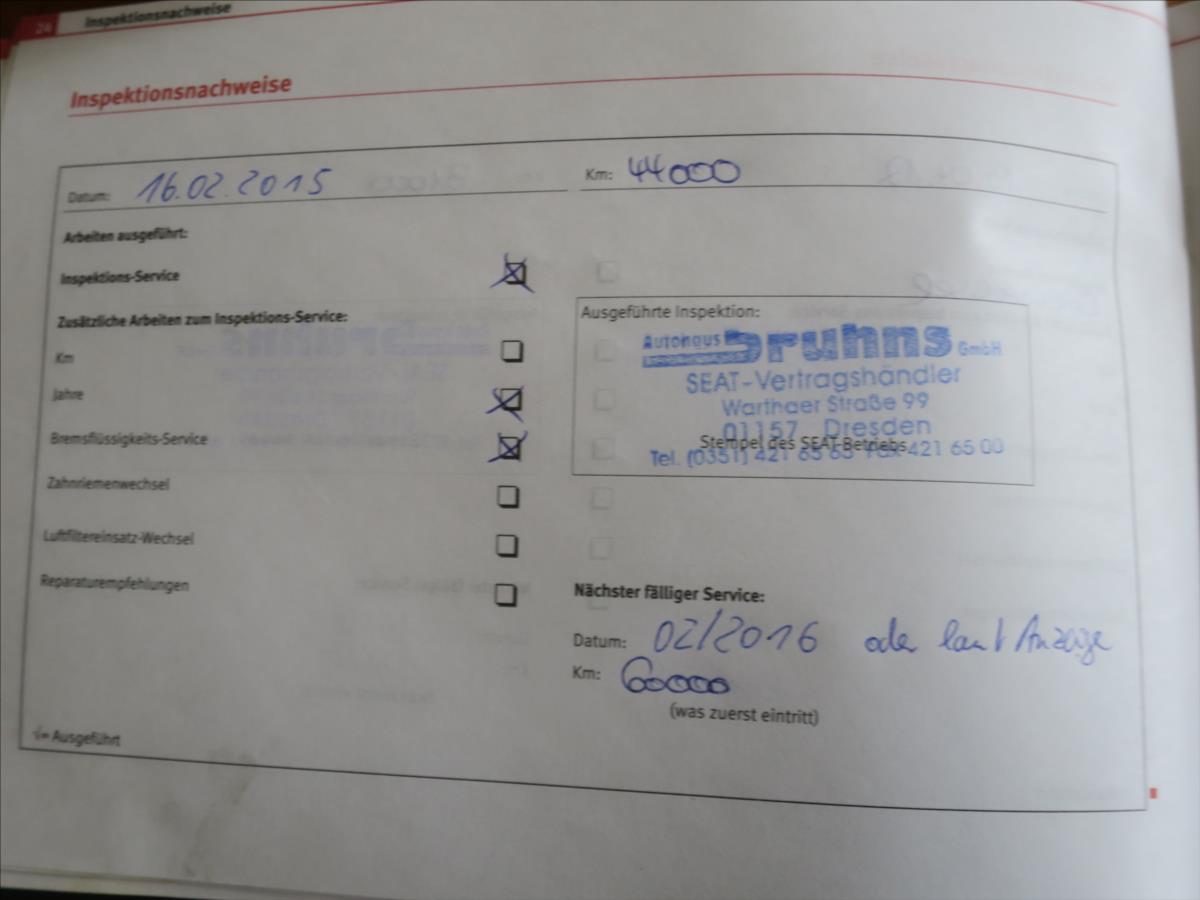 24 Inspektionsnachweise
Inspektionsnachweise
Datum: 16.02.2015 Km: 44000
Arbeiten ausgeführt:
Inspektions-Service
Zusätzliche Arbeiten zum Inspektions-Service:
Km
Jahre
Bremsflüssigkeits-Service
Zahnriemenwechsel
Luftfiltereinsatz-Wechsel
Reparaturempfehlungen
Ausgeführte Inspektion:
Autohaus Bruhns GmbH
SEAT-Vertragshändler
Warthaer Straße 99
01157 Dresden
Stempel des SEAT-Betriebs
Tel. (0351) 421 65 65 Fax 421 65 00
Nächster fälliger Service:
Datum: 02/2016 oder laut Anzeige
Km: 60000
(was zuerst eintritt)
= Ausgeführt